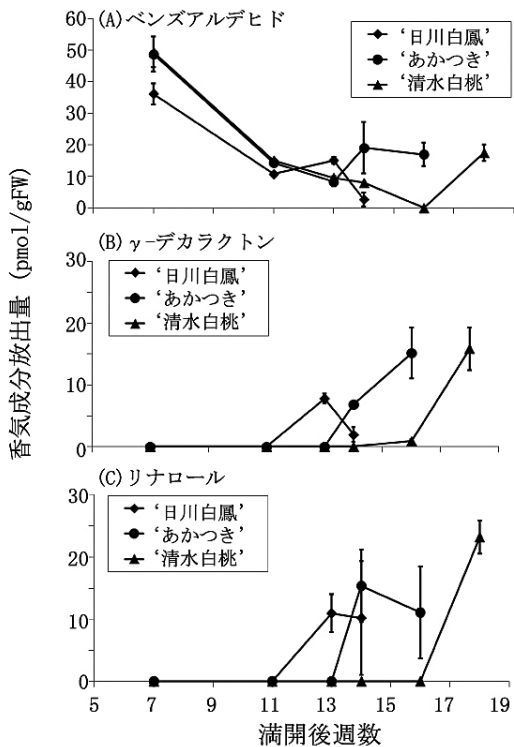 (A)ベンズアルデヒド
60
50
40
30
20
10
0
‘日川白鳳’
‘あかつき’
‘清水白桃’
香気成分放出量 (pmol/gFW)
(B)γ-デカラクトン
30
20
10
0
‘日川白鳳’
‘あかつき’
‘清水白桃’
(C)リナロール
30
20
10
0
‘日川白鳳’
‘あかつき’
‘清水白桃’
5 7 9 11 13 15 17 19
満開後週数